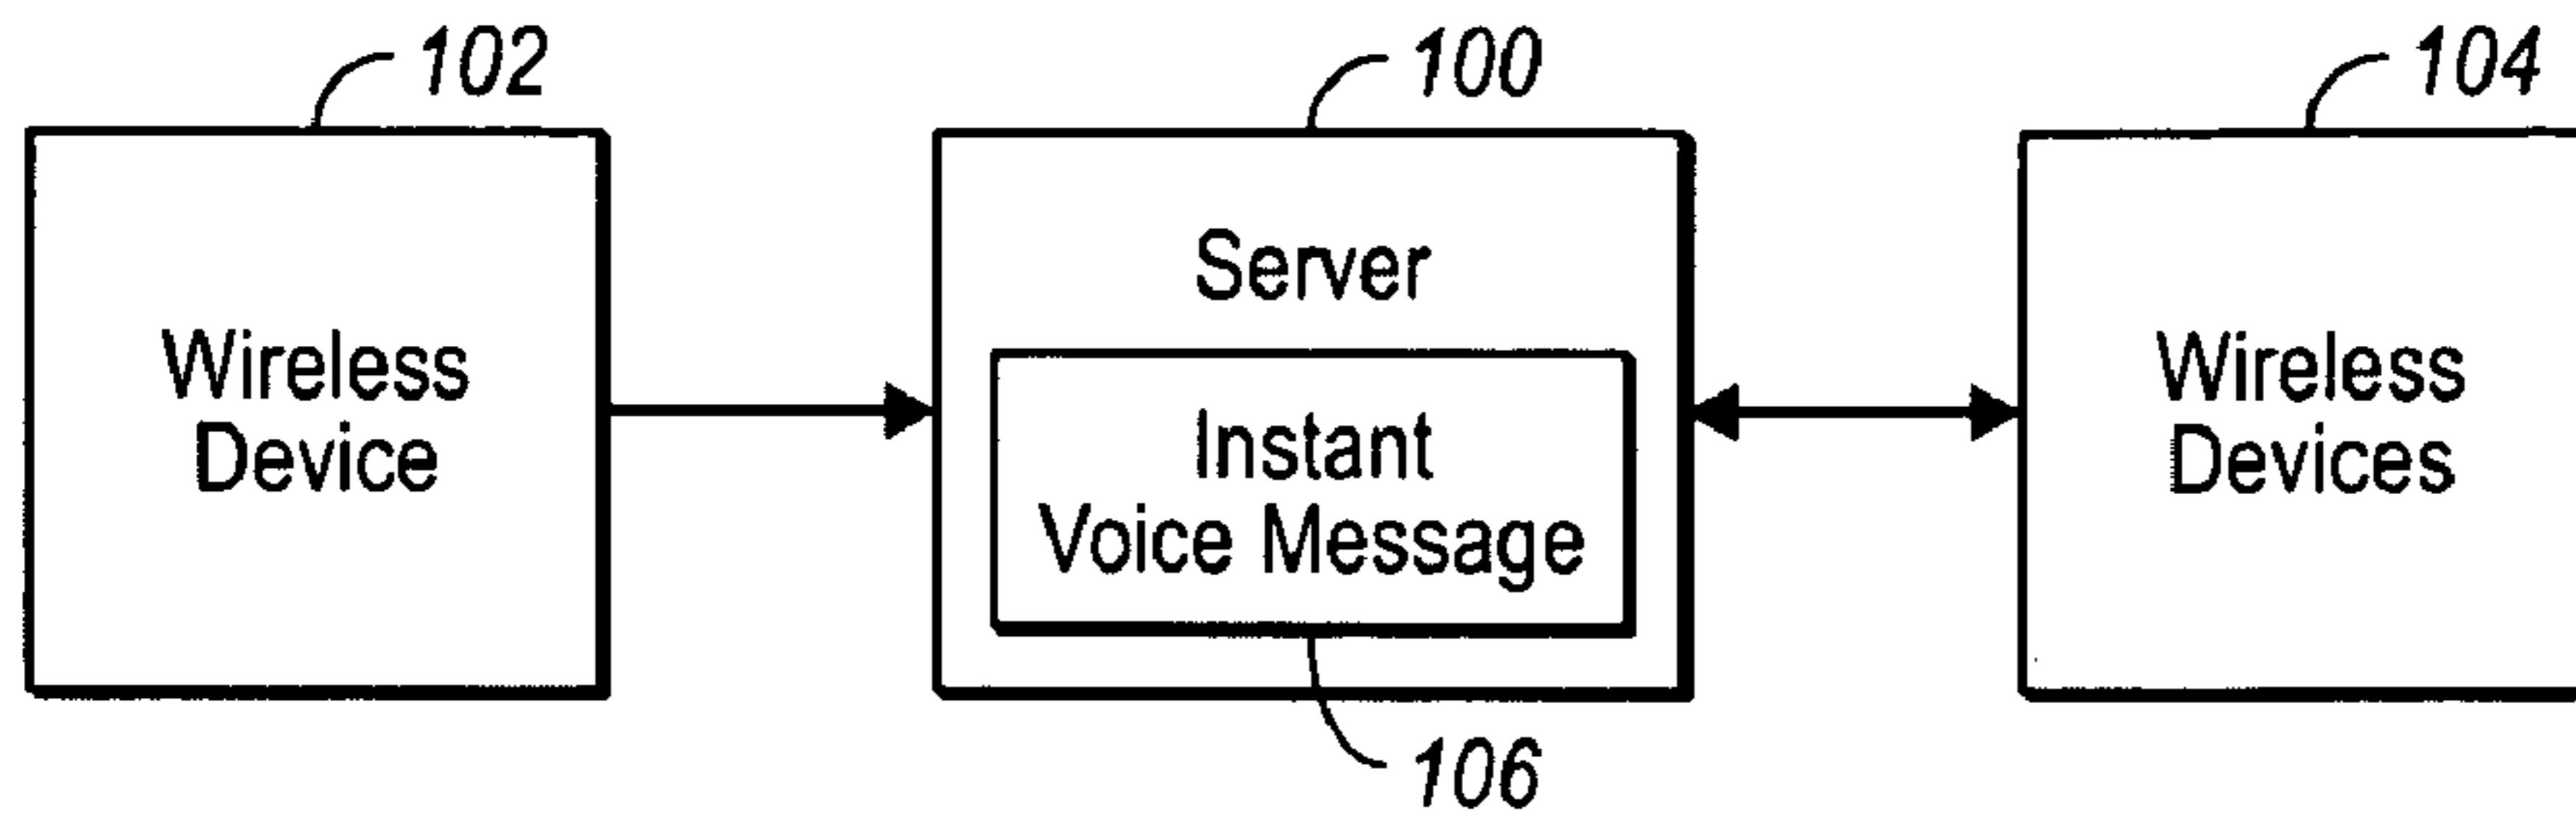 102
100
104
Wireless
Device
Server
Instant
Voice Message
106
Wireless
Devices